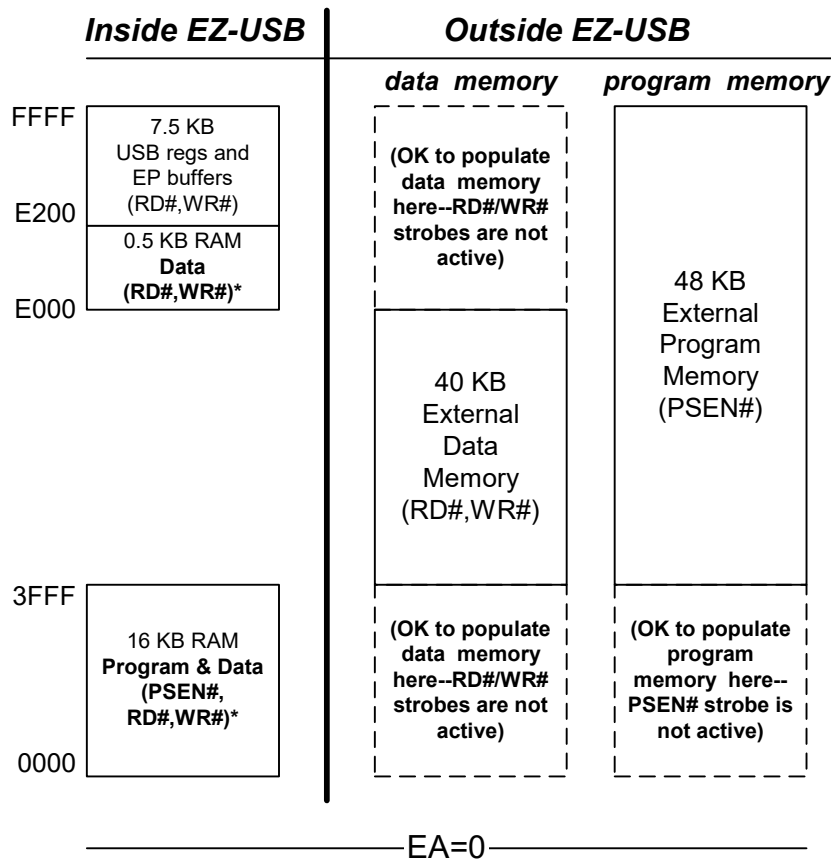 Inside EZ-USB
Outside EZ-USB
data memory
program memory
FFFF
7.5 KB
USB regs and
EP buffers
(RD#,WR#)
E200
0.5 KB RAM
Data
(RD#,WR#)*
E000
(OK to populate
data memory
here--RD#/WR#
strobes are not
active)
40 KB
External
Data
Memory
(RD#,WR#)
48 KB
External
Program
Memory
(PSEN#)
3FFF
16 KB RAM
Program & Data
(PSEN#,
RD#,WR#)*
0000
(OK to populate
data memory
here--RD#/WR#
strobes are not
active)
(OK to populate
program
memory here--
PSEN# strobe is
not active)
EA=0